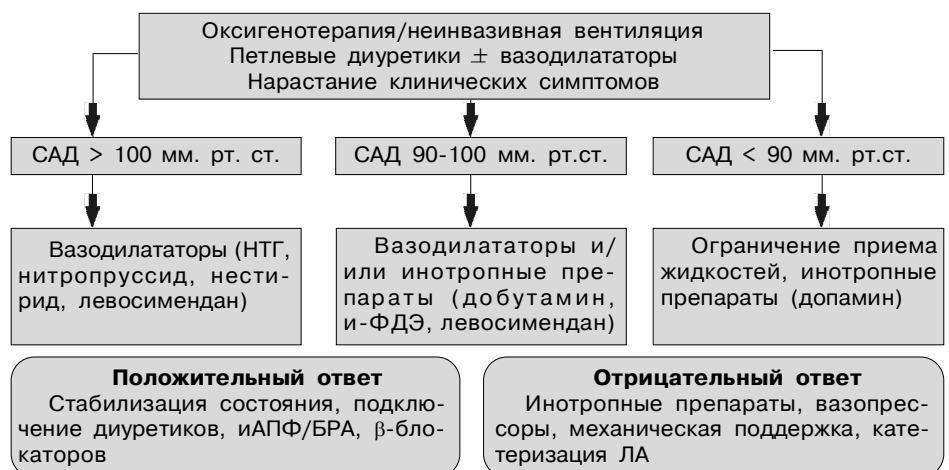 Оксигенотерапия/неинвазивная вентиляция
Петлевые диуретики ± вазодилататоры
Нарастание клинических симптомов
САД > 100 мм. рт. ст.
САД 90-100 мм. рт.ст.
САД < 90 мм. рт.ст.
Вазодилататоры (НТГ,
нитропруссид, нести-
рид, левосимендан)
Вазодилататоры и/
или инотропные пре-
параты (добутамин,
и-ФДЭ, левосимендан)
Ограничение приема
жидкостей, инотропные
препараты (допамин)
Положительный ответ
Стабилизация состояния, подклю-
чение диуретиков, иАПФ/БРА, β-бло-
каторов
Отрицательный ответ
Инотропные препараты, вазопрес-
соры, механическая поддержка, кате-
теризация ЛА